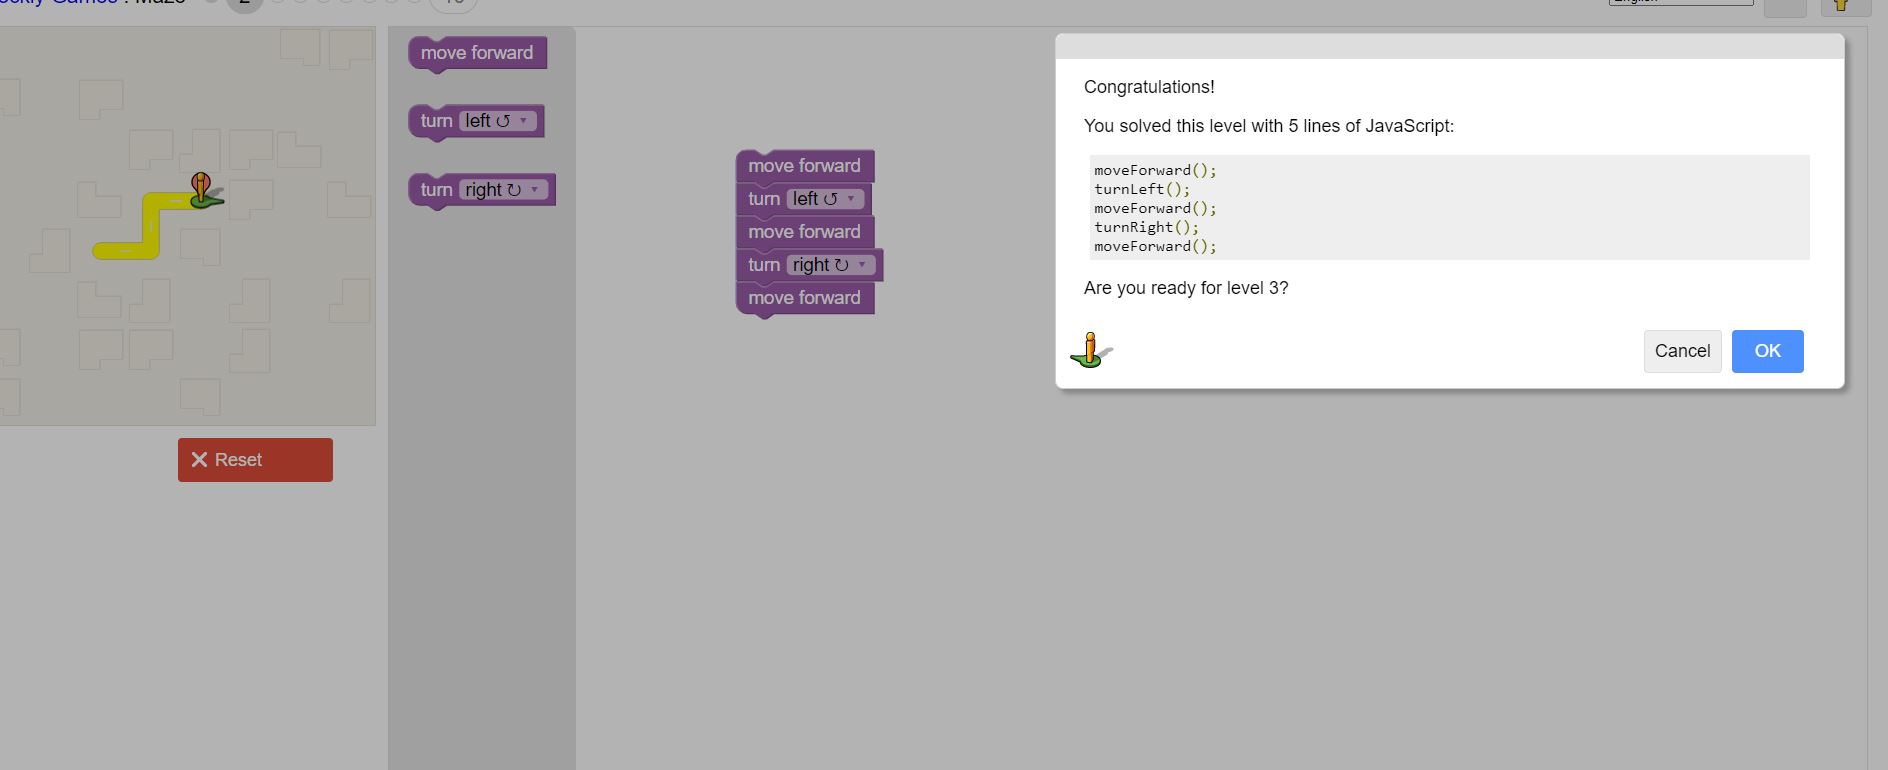 Games : Maze 2 10
move forward
turn left ↺ ▼
turn right ↻ ▼
move forward
turn left ↺ ▼
move forward
turn right ↻ ▼
move forward
Reset
Congratulations!
You solved this level with 5 lines of JavaScript:
moveForward();
turnLeft();
moveForward();
turnRight();
moveForward();
Are you ready for level 3?
Cancel OK